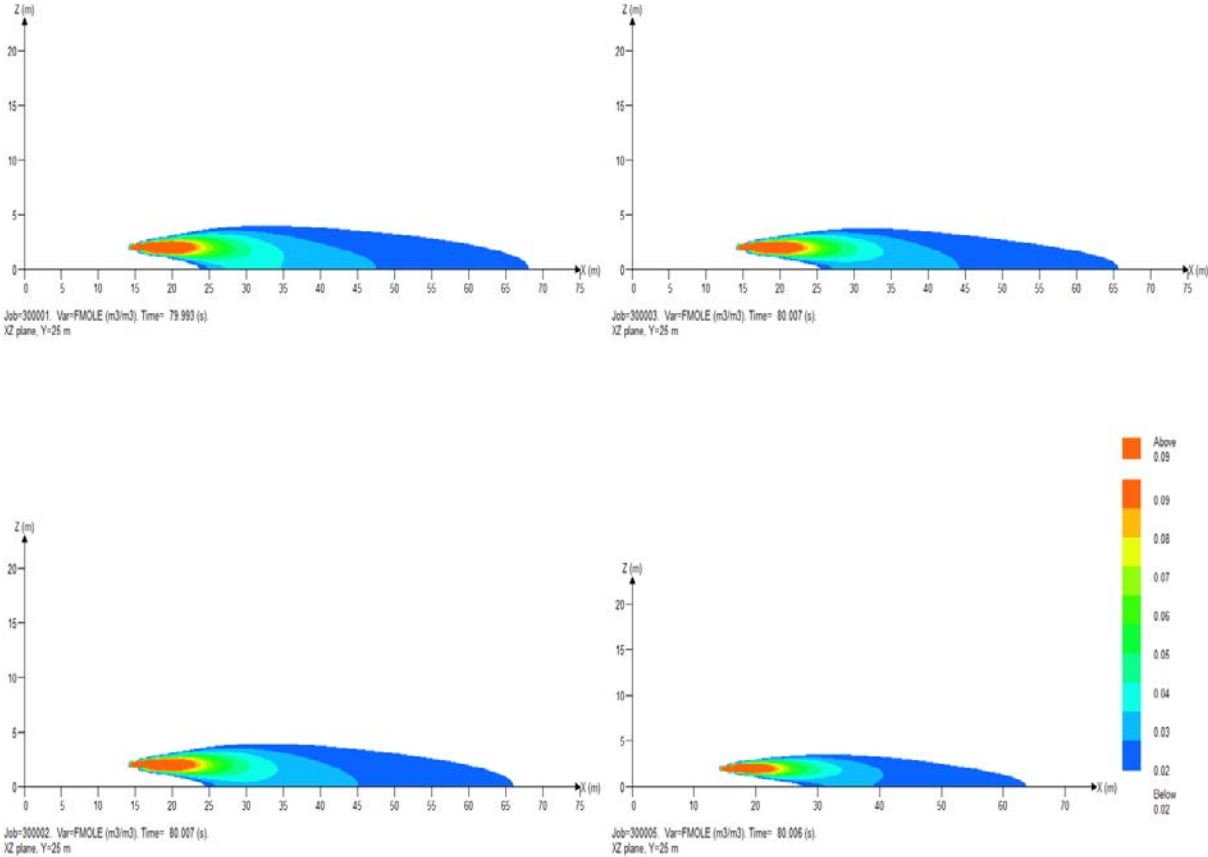 Z (m)
20
15
10
5
0
0 5 10 15 20 25 30 35 40 45 50 55 60 65 70 75
X (m)
Job=300001. Var=FMOLE (m3/m3). Time= 79.993 (s).
XZ plane, Y=25 m
Z (m)
20
15
10
5
0
0 5 10 15 20 25 30 35 40 45 50 55 60 65 70 75
X (m)
Job=300003. Var=FMOLE (m3/m3). Time= 80.007 (s).
XZ plane, Y=25 m
Z (m)
20
15
10
5
0
0 5 10 15 20 25 30 35 40 45 50 55 60 65 70 75
X (m)
Job=300002. Var=FMOLE (m3/m3). Time= 80.007 (s).
XZ plane, Y=25 m
Z (m)
20
15
10
5
0
0 10 20 30 40 50 60 70
X (m)
Job=300005. Var=FMOLE (m3/m3). Time= 80.006 (s).
XZ plane, Y=25 m
Above
0.09
0.09
0.08
0.07
0.06
0.05
0.04
0.03
0.02
Below
0.02